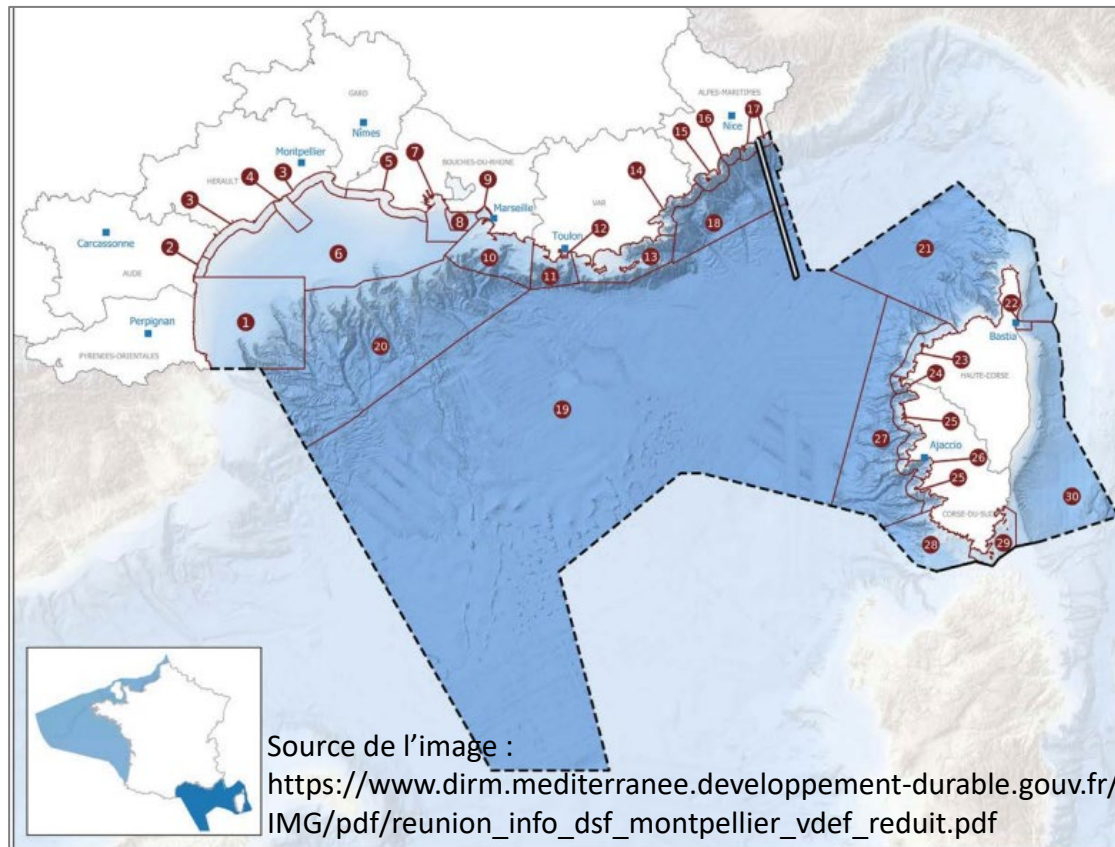 ALPES-MARITIMES
17
16
Nice
15
GARD
Nîmes
Montpellier
7
5
BOUCHES-DU-RHONE
4
3
HERAULT
9
14
3
8
Marseille
VAR
12
18
Carcassonne
2
Toulon
21
AUDE
6
10
13
11
22
1
Bastia
Perpignan
20
PYRENEES-ORIENTALES
23
24
HAUTE-CORSE
19
25
27
Ajaccio
26
25
30
CORSE-DU-SUD
28
29
Source de l’image :
https://www.dirm.mediterranee.developpement-durable.gouv.fr/
IMG/pdf/reunion_info_dsf_montpellier_vdef_reduit.pdf